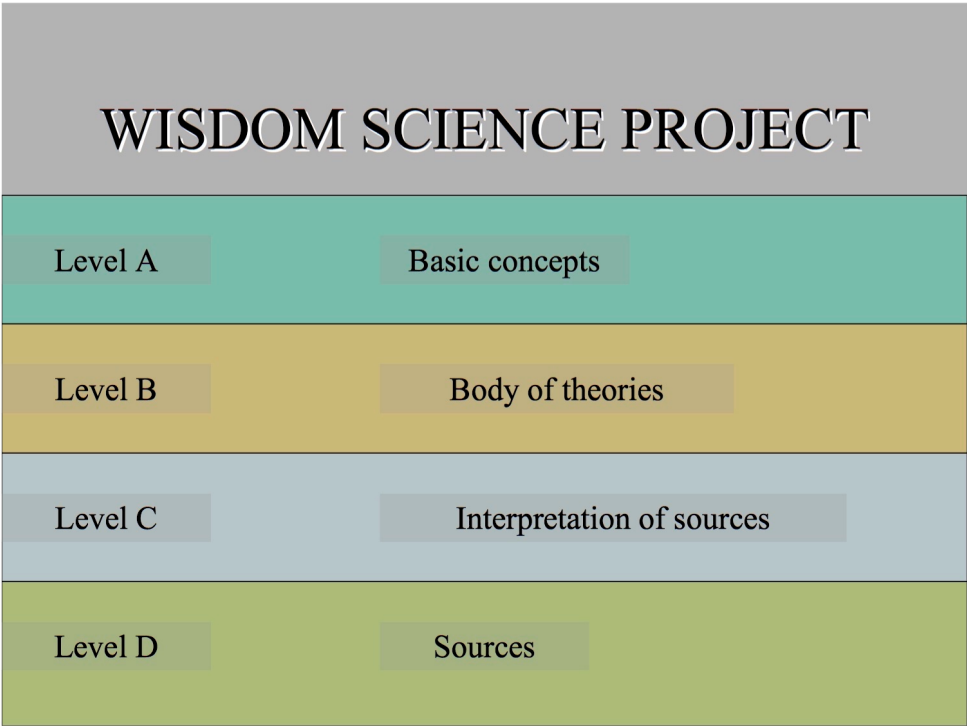 WISDOM SCIENCE PROJECT
Level A Basic concepts
Level B Body of theories
Level C Interpretation of sources
Level D Sources